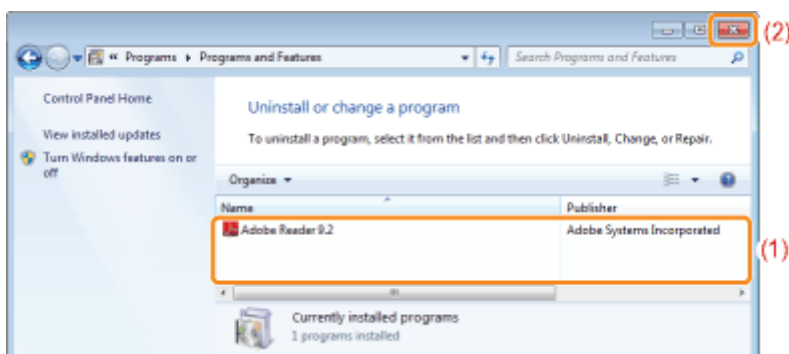 (2)
« Programs ▸ Programs and Features
Search Programs and Features
Control Panel Home
View installed updates
Turn Windows features on or
off
Uninstall or change a program
To uninstall a program, select it from the list and then click Uninstall, Change, or Repair.
Organize
Name Publisher
Adobe Reader 9.2 Adobe Systems Incorporated
(1)
Currently installed programs
1 programs installed